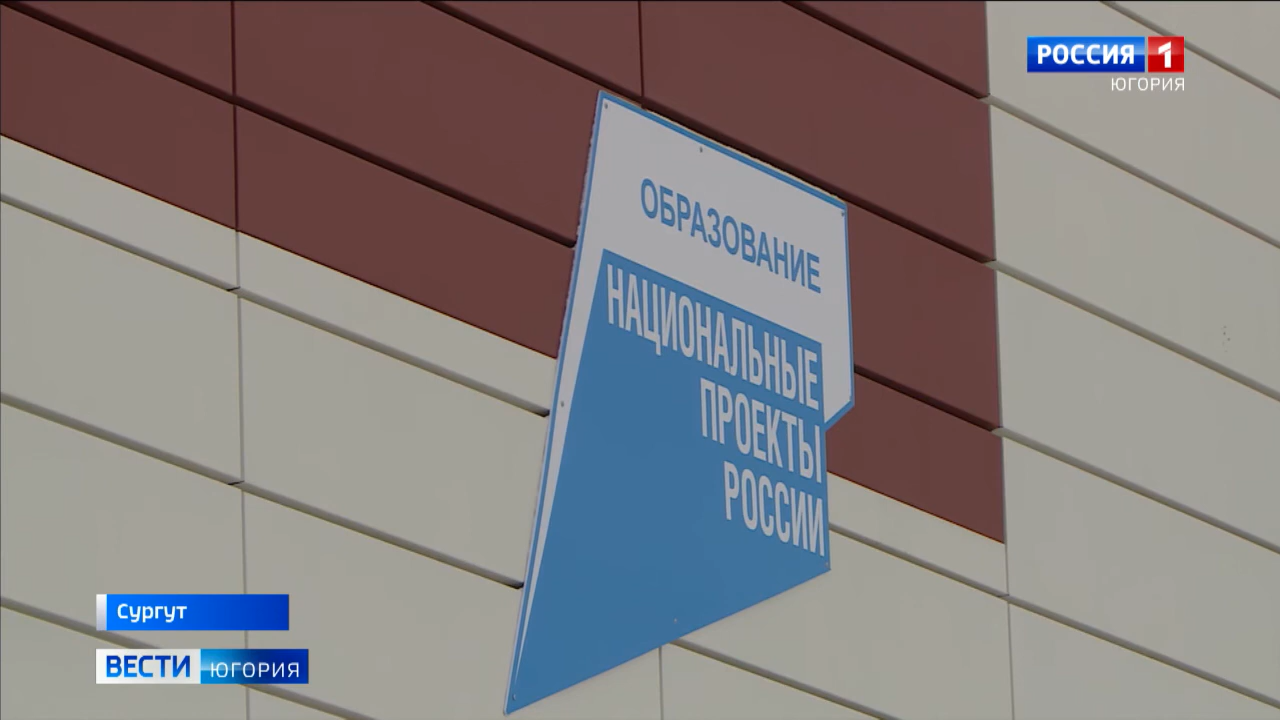 РОССИЯ 1
ЮГОРИЯ
ОБРАЗОВАНИЕ
НАЦИОНАЛЬНЫЕ
ПРОЕКТЫ
РОССИИ
Сургут
ВЕСТИ ЮГОРИЯ